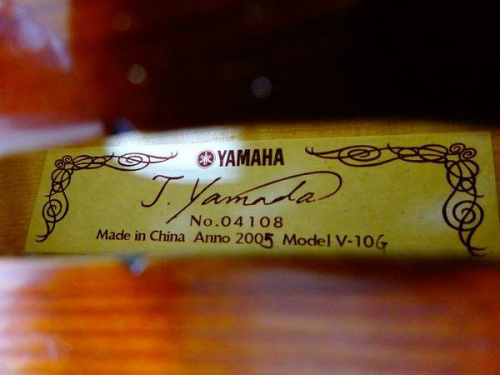 YAMAHA
T. Yamada
No.04108
Made in China Anno 2005 Model V-10G